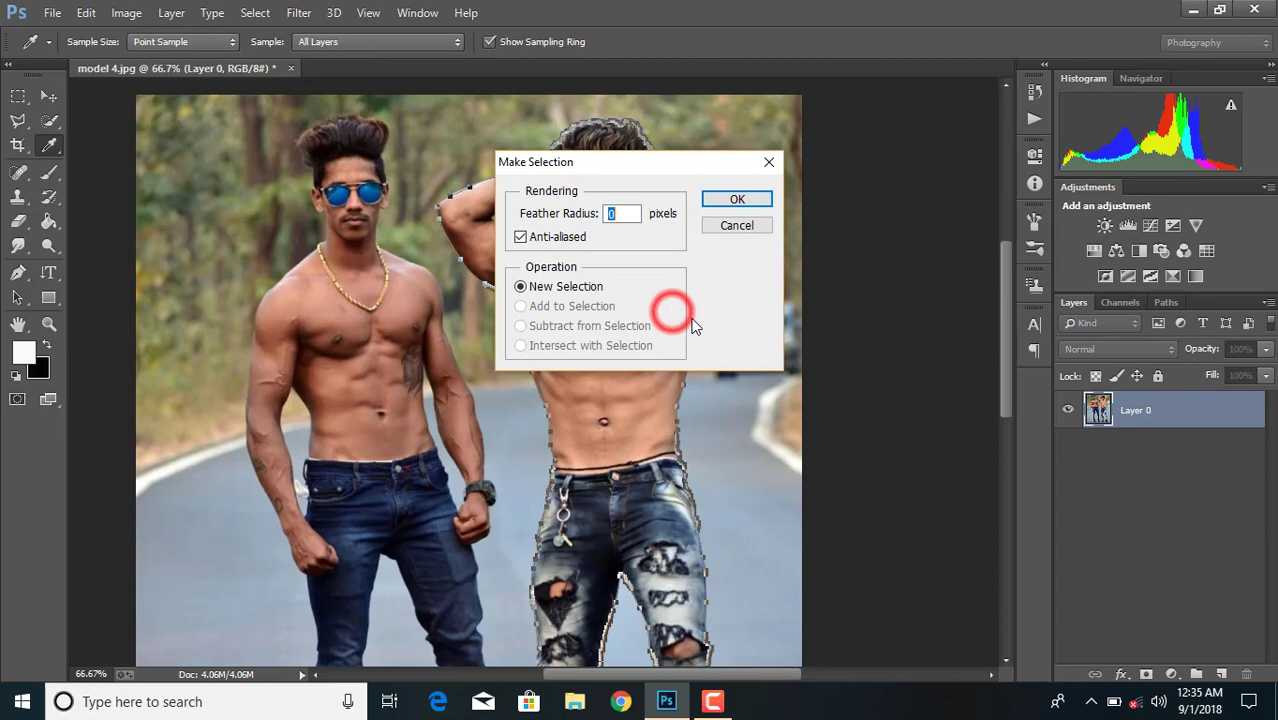 Ps File Edit Image Layer Type Select Filter 3D View Window Help
Sample Size: Point Sample Sample: All Layers Show Sampling Ring Photography
model 4.jpg @ 66.7% (Layer 0, RGB/8#) * ×
Histogram Navigator
Make Selection
Rendering
Feather Radius: 0 pixels
Anti-aliased
OK
Cancel
Operation
New Selection
Add to Selection
Subtract from Selection
Intersect with Selection
Adjustments
Add an adjustment
Layers Channels Paths
Kind
Normal Opacity: 100%
Lock: Fill: 100%
Layer 0
66.67% Doc: 4.06M/4.06M
Type here to search
12:35 AM
9/1/2018